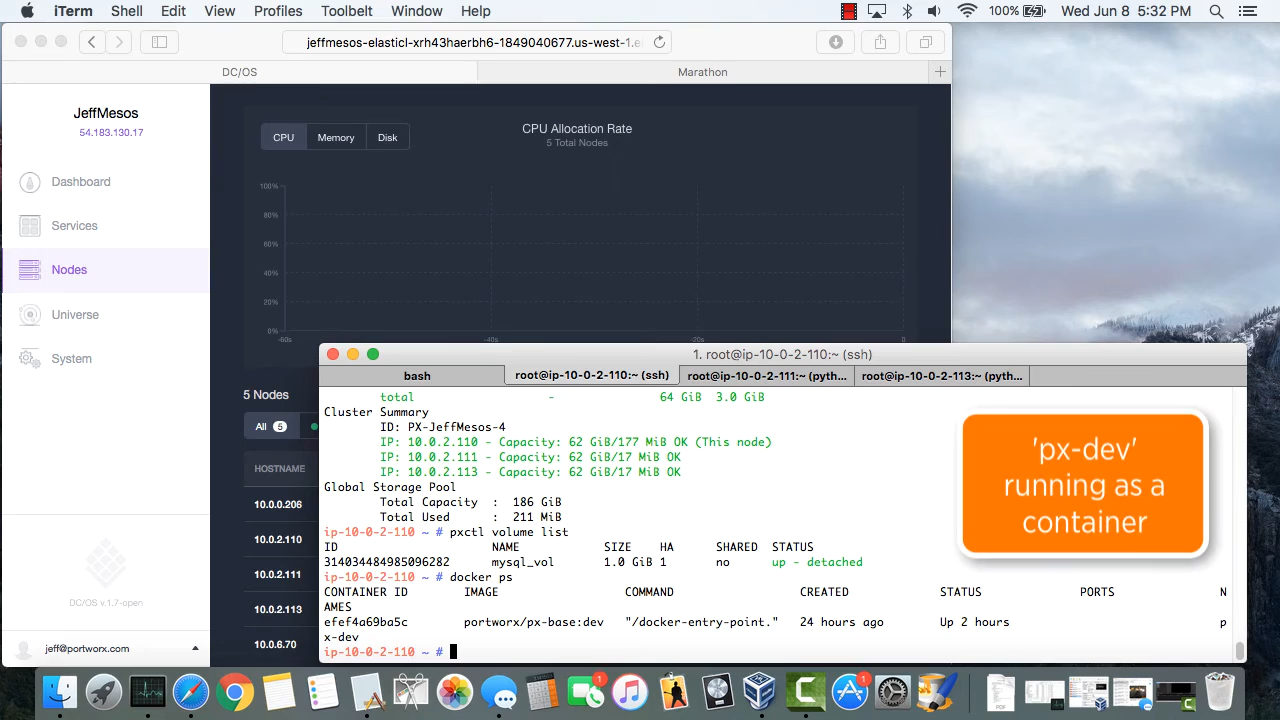 iTerm Shell Edit View Profiles Toolbelt Window Help 100% Wed Jun 8 5:32 PM
jeffmesos-elasticl-xrh43haerbh6-1849040677.us-west-1.e
DC/OS Marathon
JeffMesos
54.183.130.17
Dashboard
Services
Nodes
Universe
System
DC/OS v.1.7-open
jeff@portworx.com
CPU Memory Disk
CPU Allocation Rate
5 Total Nodes
100%
80%
60%
40%
20%
0%
-60s -40s -20s 0
5 Nodes
All 5
HOSTNAME
10.0.0.206
10.0.2.110
10.0.2.111
10.0.2.113
10.0.6.70
1. root@ip-10-0-2-110:~ (ssh)
bash root@ip-10-0-2-110:~ (ssh) root@ip-10-0-2-111:~ (pyth... root@ip-10-0-2-113:~ (pyth...
total - 64 GiB 3.0 GiB
Cluster Summary
ID: PX-JeffMesos-4
IP: 10.0.2.110 - Capacity: 62 GiB/177 MiB OK (This node)
IP: 10.0.2.111 - Capacity: 62 GiB/17 MiB OK
IP: 10.0.2.113 - Capacity: 62 GiB/17 MiB OK
Global Storage Pool
Total Capacity : 186 GiB
Total Used : 211 MiB
ip-10-0-2-110 ~ # pxctl volume list
ID NAME SIZE HA SHARED STATUS
314034484985096282 mysql_vol 1.0 GiB 1 no up - detached
ip-10-0-2-110 ~ # docker ps
CONTAINER ID IMAGE COMMAND CREATED STATUS PORTS N
AMES
efef4a69ba5c portworx/px-base:dev "/docker-entry-point." 24 hours ago Up 2 hours p
x-dev
ip-10-0-2-110 ~ #
'px-dev'
running as a
container
1
1